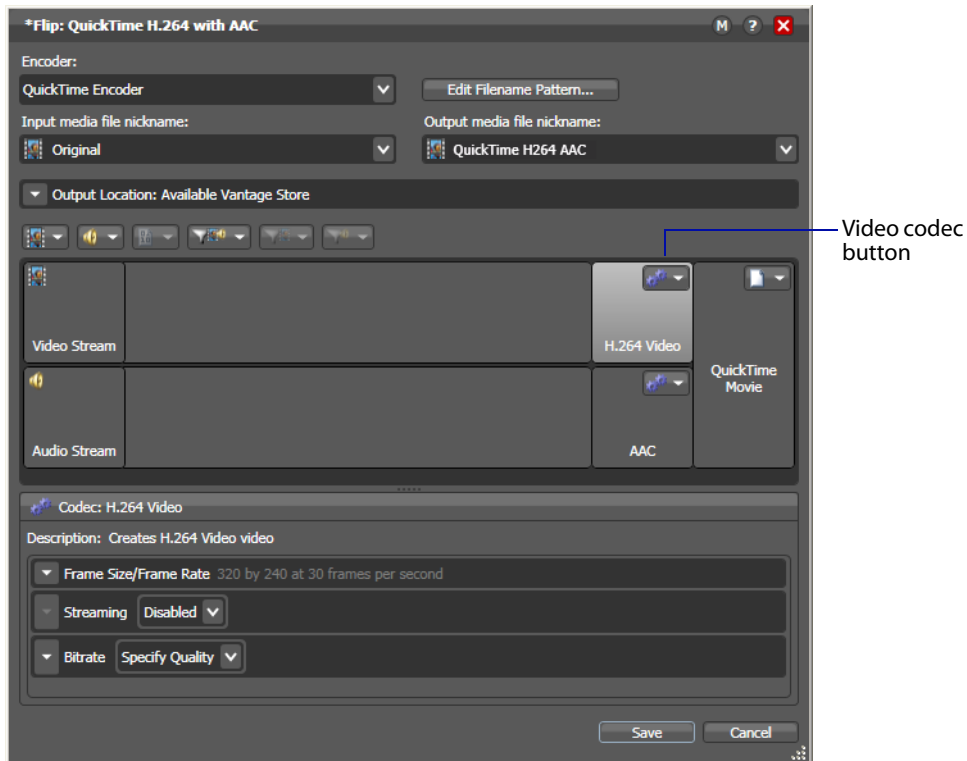 *Flip: QuickTime H.264 with AAC
M ?
Encoder:
QuickTime Encoder
Edit Filename Pattern...
Input media file nickname:
Output media file nickname:
Original
QuickTime H264 AAC
Output Location: Available Vantage Store
Video codec
button
Video Stream
H.264 Video
QuickTime
Movie
Audio Stream
AAC
Codec: H.264 Video
Description: Creates H.264 Video video
Frame Size/Frame Rate 320 by 240 at 30 frames per second
Streaming Disabled
Bitrate Specify Quality
Save Cancel